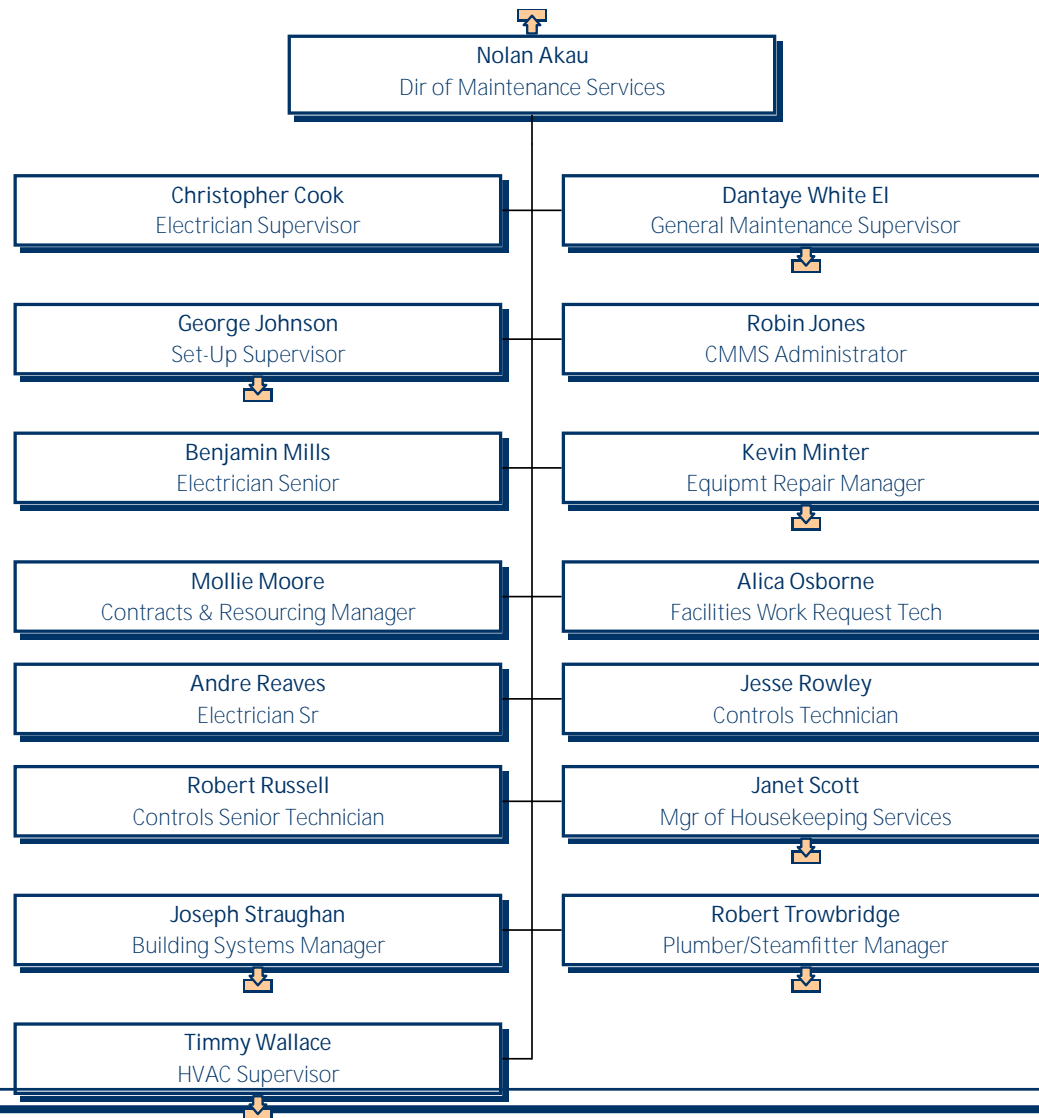 Nolan Akau
Dir of Maintenance Services
Christopher Cook
Electrician Supervisor
Dantaye White El
General Maintenance Supervisor
George Johnson
Set-Up Supervisor
Robin Jones
CMMS Administrator
Benjamin Mills
Electrician Senior
Kevin Minter
Equipmt Repair Manager
Mollie Moore
Contracts & Resourcing Manager
Alica Osborne
Facilities Work Request Tech
Andre Reaves
Electrician Sr
Jesse Rowley
Controls Technician
Robert Russell
Controls Senior Technician
Janet Scott
Mgr of Housekeeping Services
Joseph Straughan
Building Systems Manager
Robert Trowbridge
Plumber/Steamfitter Manager
Timmy Wallace
HVAC Supervisor